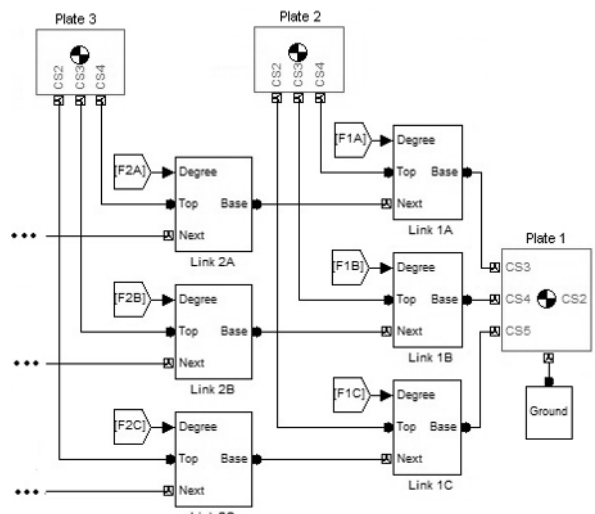 Plate 3
CS2 CS3 CS4
Plate 2
CS2 CS3 CS4
[F1A]
Degree
Top Base
Next
Link 1A
[F2A]
Degree
Top Base
Next
Link 2A
Plate 1
CS3
CS4 CS2
CS5
[F1B]
Degree
Top Base
Next
Link 1B
[F2B]
Degree
Top Base
Next
Link 2B
Ground
[F1C]
Degree
Top Base
Next
Link 1C
[F2C]
Degree
Top Base
Next